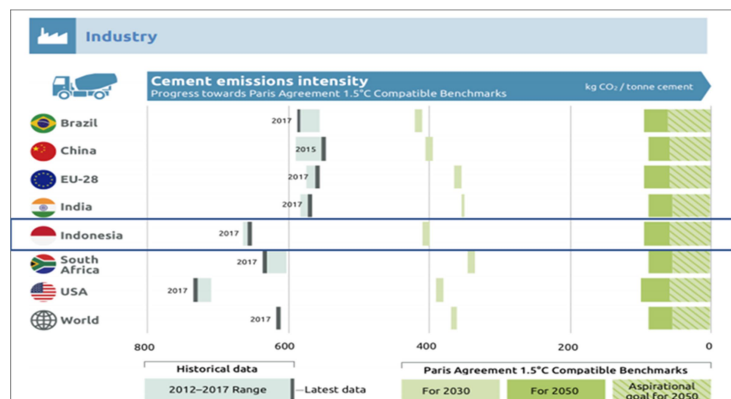 Industry
Cement emissions intensity
Progress towards Paris Agreement 1.5°C Compatible Benchmarks
kg CO₂ / tonne cement
Brazil
2017
China
2015
EU-28
2017
India
2017
Indonesia
2017
South
Africa
2017
USA
2017
World
2017
800 600 400 200 0
Historical data
2012–2017 Range
Latest data
Paris Agreement 1.5°C Compatible Benchmarks
For 2030
For 2050
Aspirational
goal for 2050